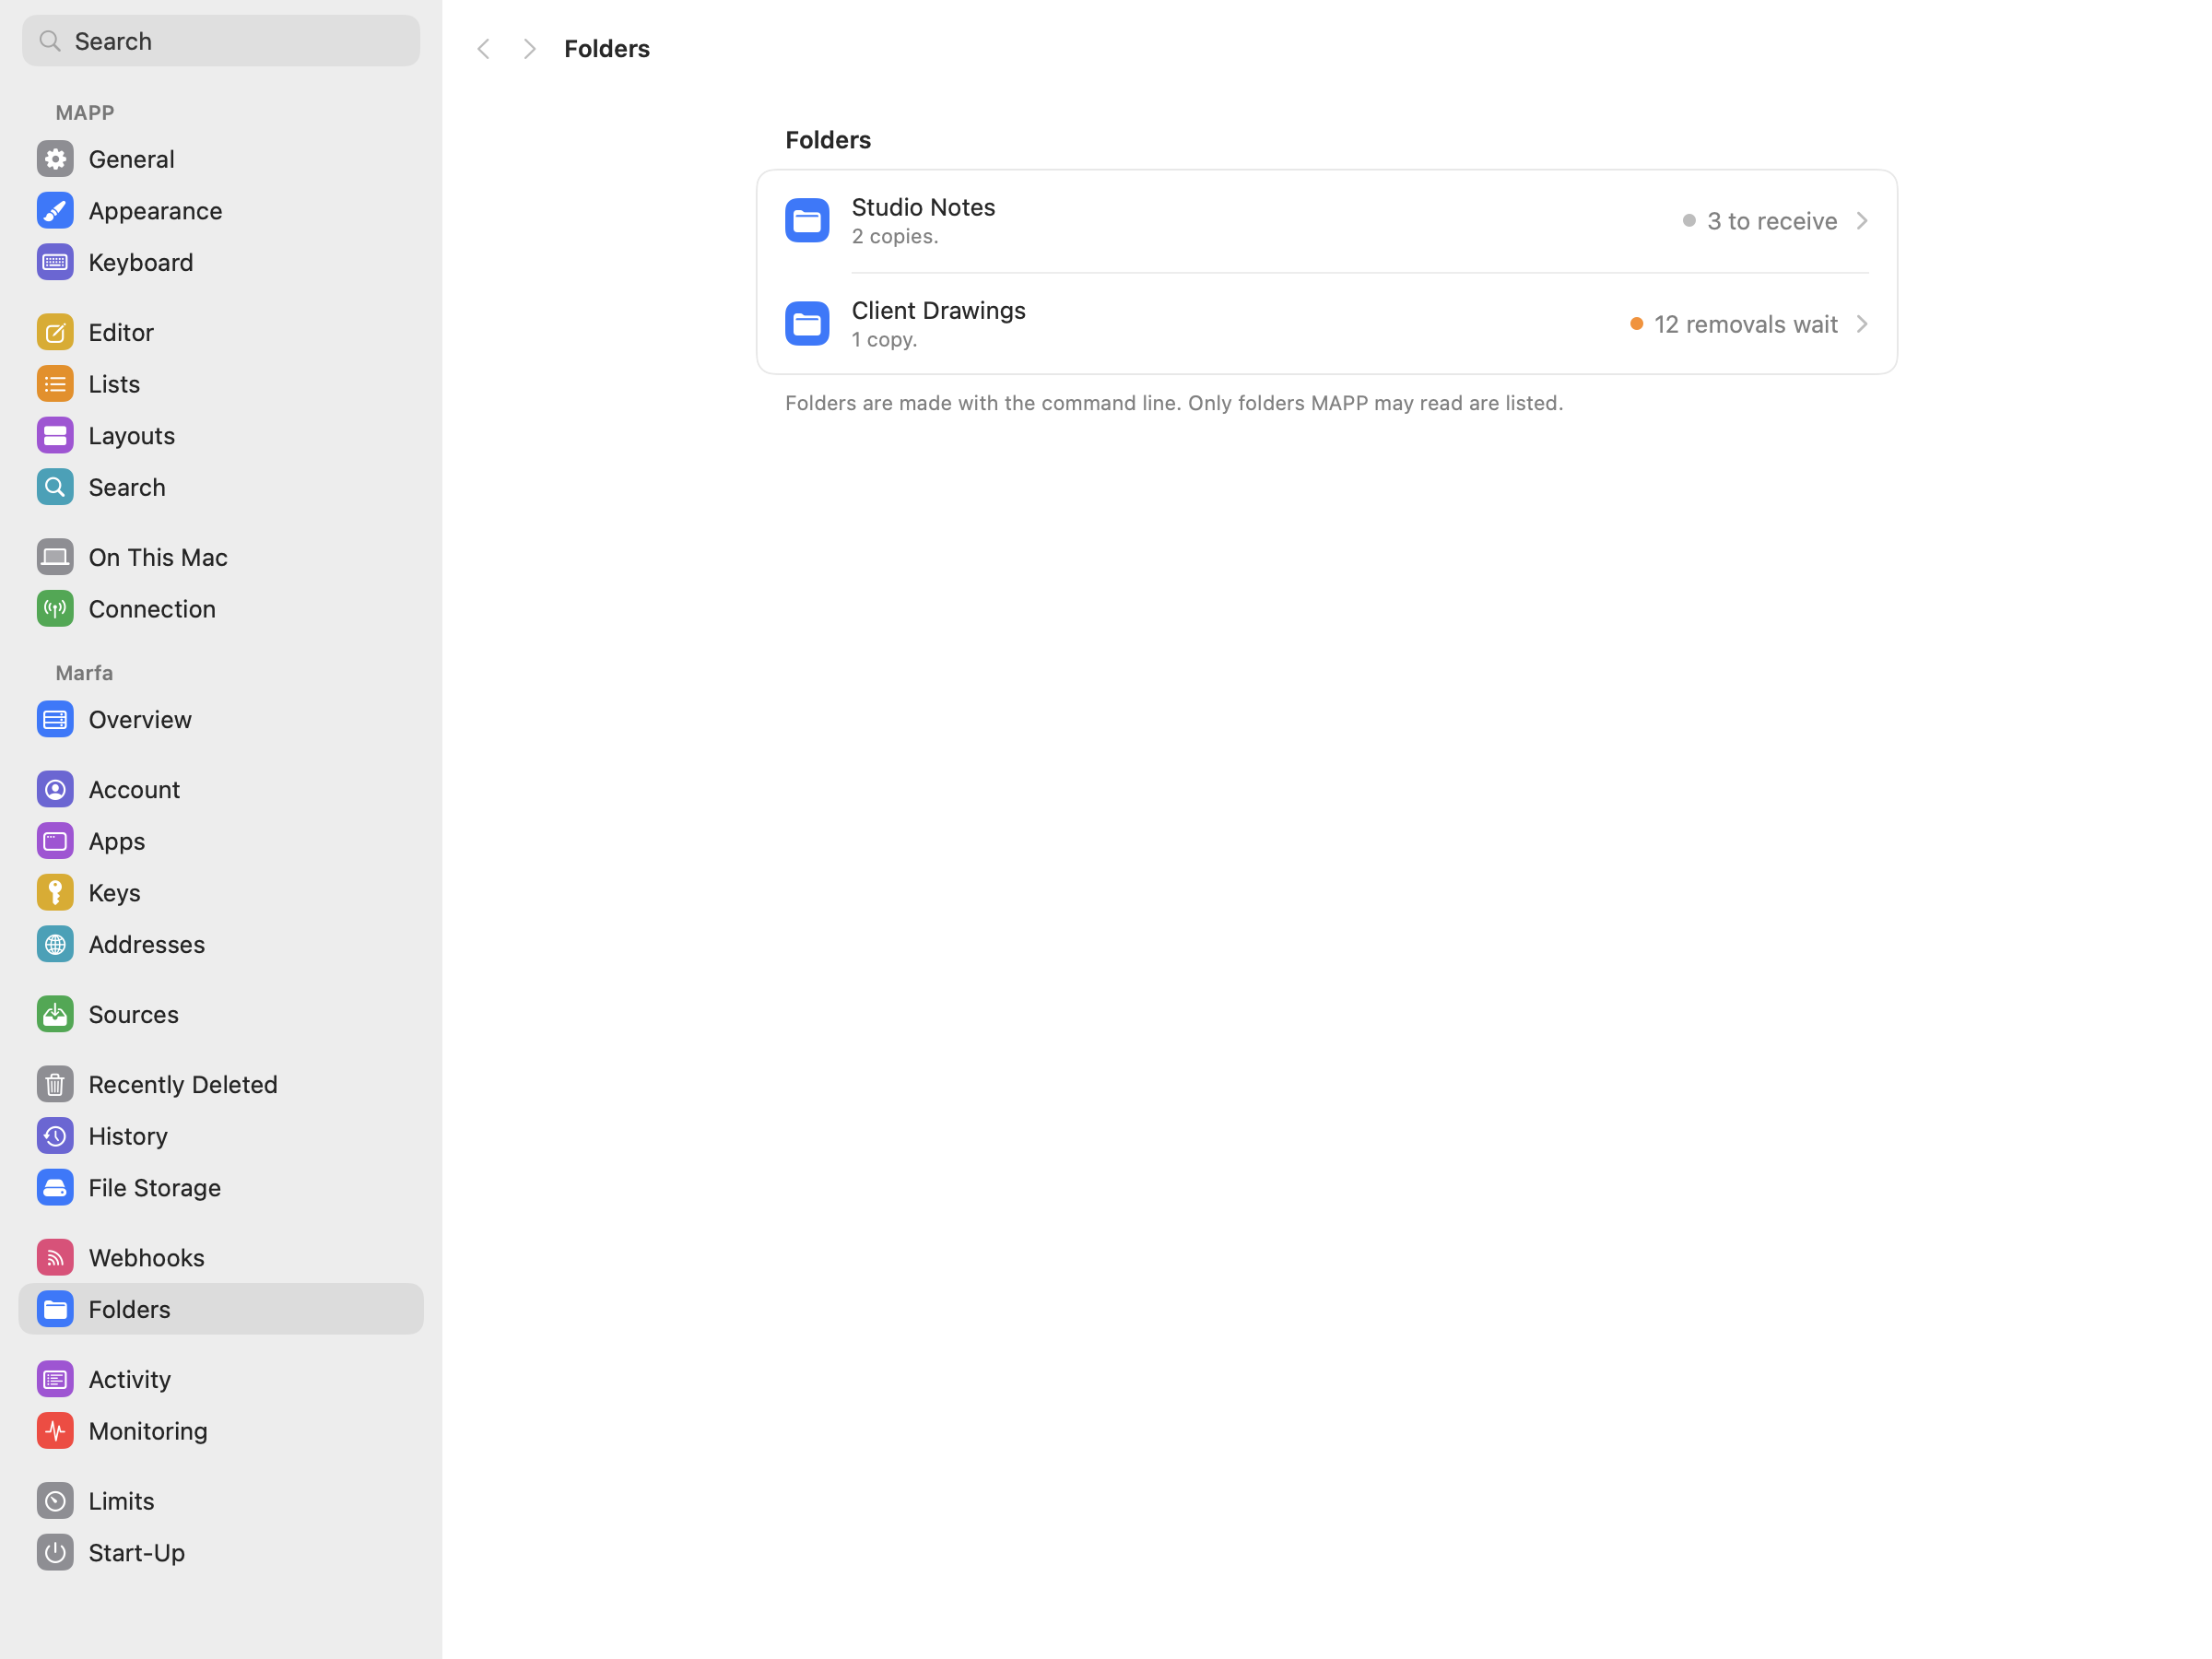 Search
MAPP
General
Appearance
Keyboard
Editor
Lists
Layouts
Search
On This Mac
Connection
Marfa
Overview
Account
Apps
Keys
Addresses
Sources
Recently Deleted
History
File Storage
Webhooks
Folders
Activity
Monitoring
Limits
Start-Up
Folders
Folders
Studio Notes
2 copies.
3 to receive
Client Drawings
1 copy.
12 removals wait
Folders are made with the command line. Only folders MAPP may read are listed.